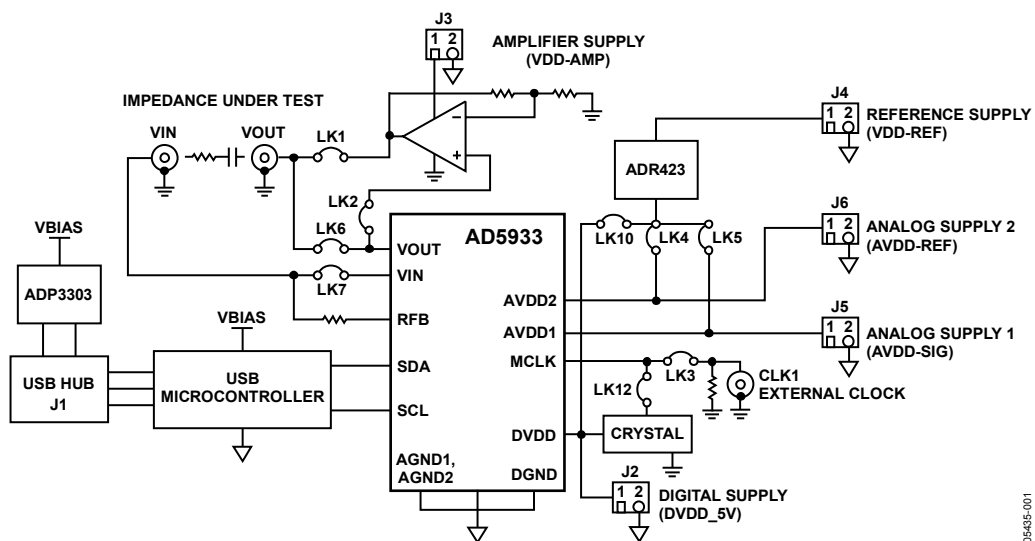 J3
1 2
AMPLIFIER SUPPLY
(VDD-AMP)
IMPEDANCE UNDER TEST
VIN
VOUT
LK1
J4
1 2
REFERENCE SUPPLY
(VDD-REF)
ADR423
–
+
LK2
LK6
LK10
LK4
LK5
J6
1 2
ANALOG SUPPLY 2
(AVDD-REF)
VBIAS
ADP3303
VOUT
AD5933
VIN
LK7
RFB
AVDD2
AVDD1
J5
1 2
ANALOG SUPPLY 1
(AVDD-SIG)
VBIAS
USB HUB
J1
USB
MICROCONTROLLER
SDA
SCL
MCLK
LK3
LK12
CLK1
EXTERNAL CLOCK
DVDD
CRYSTAL
AGND1,
AGND2
DGND
J2
1 2
DIGITAL SUPPLY
(DVDD_5V)
05435-001